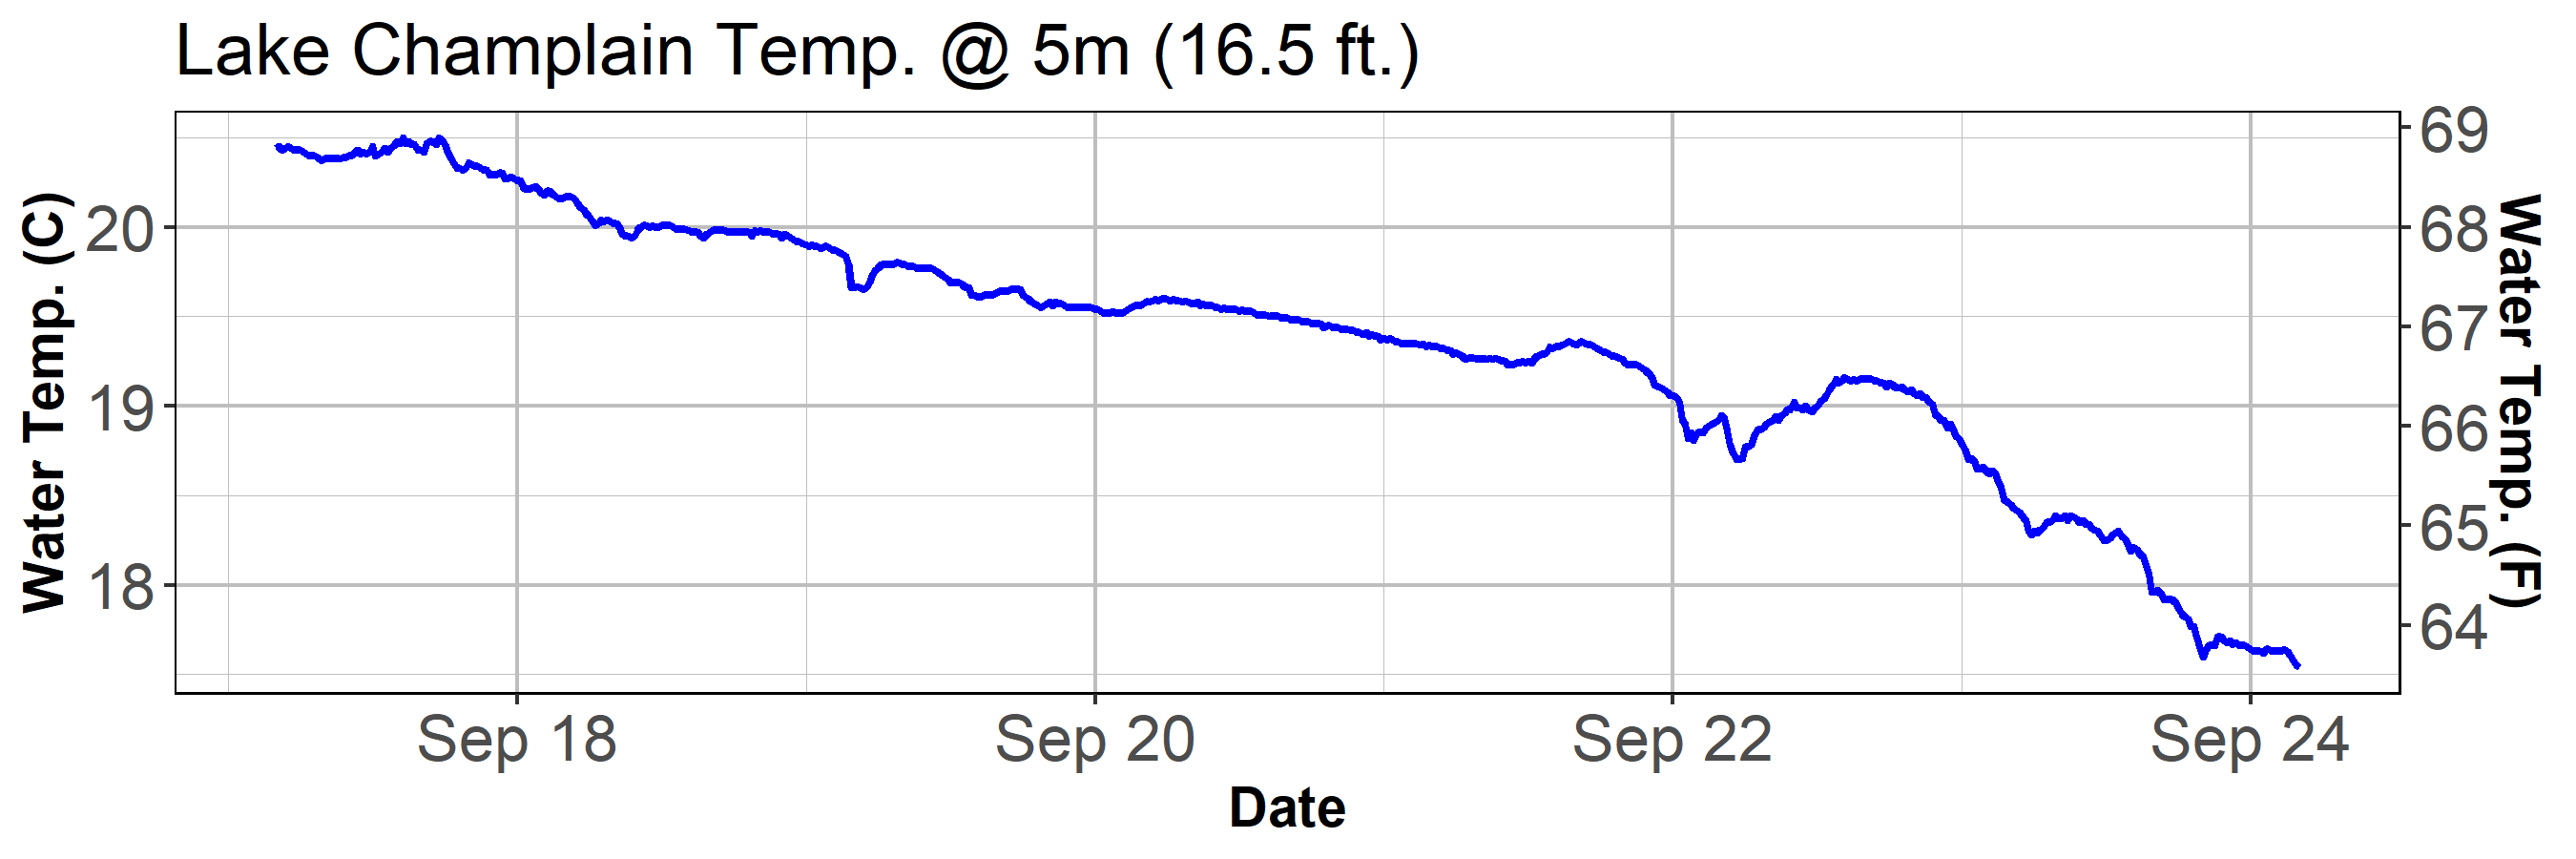 Lake Champlain Temp. @ 5m (16.5 ft.)
Water Temp. (C)
20
19
18
69
68
67
66
65
64
Water Temp. (F)
Sep 18
Sep 20
Sep 22
Sep 24
Date